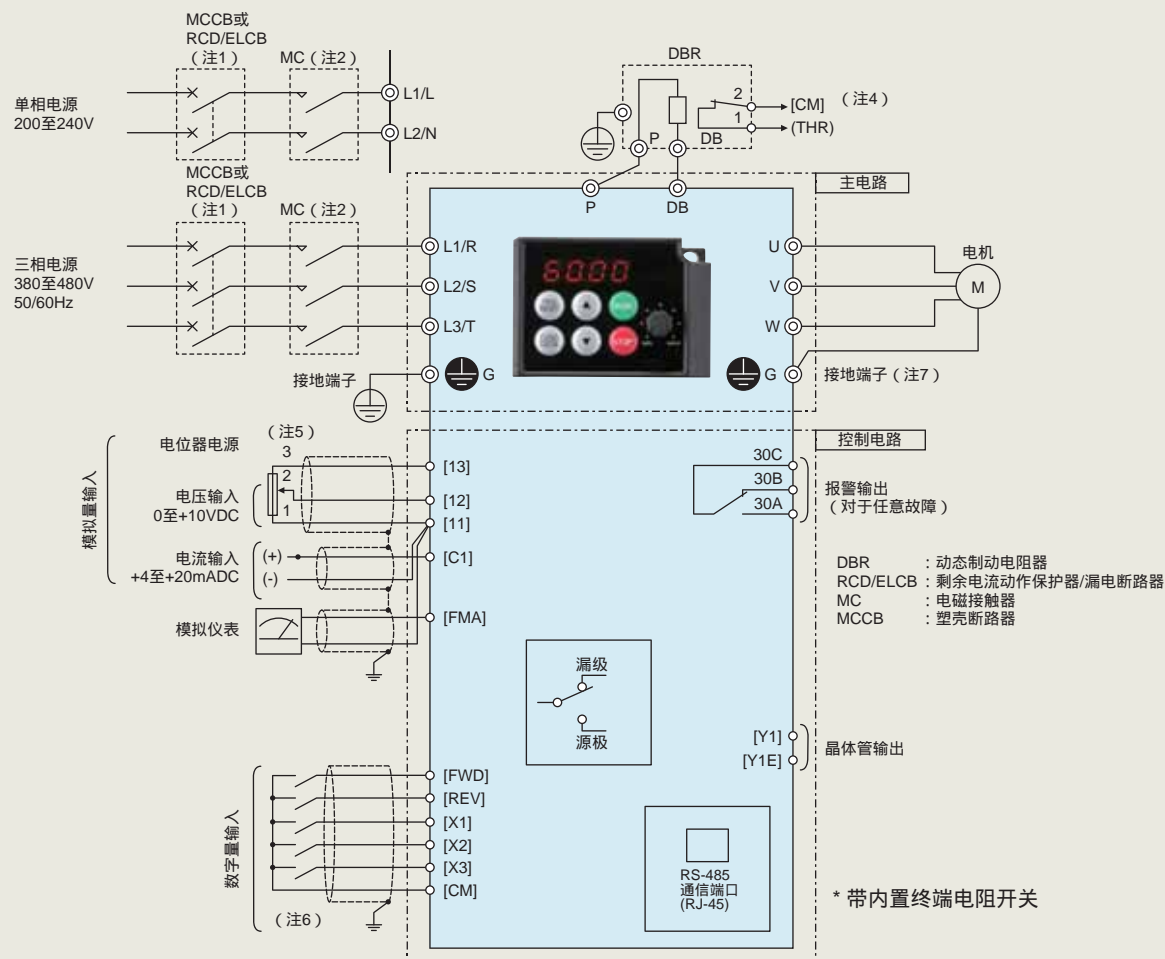 MCCB或
RCD/ELCB
（注1）
MC（注2）
单相电源
200至240V
L1/L
L2/N
DBR
2
1
[CM]
（注4）
(THR)
P
DB
MCCB或
RCD/ELCB
（注1）
MC（注2）
P
DB
主电路
三相电源
380至480V
50/60Hz
L1/R
L2/S
L3/T
6000
STOP
U
V
W
电机
M
接地端子
G
G
接地端子（注7）
控制电路
模拟量输入
电位器电源
（注5）
3
2
1
电压输入
0至+10VDC
电流输入
+4至+20mADC
(+)
(-)
模拟仪表
[13]
[12]
[11]
[C1]
[FMA]
30C
30B
30A
报警输出
（对于任意故障）
DBR ：动态制动电阻器
RCD/ELCB ：剩余电流动作保护器/漏电断路器
MC ：电磁接触器
MCCB ：塑壳断路器
漏级
源极
[Y1]
[Y1E]
晶体管输出
数字量输入
（注6）
[FWD]
[REV]
[X1]
[X2]
[X3]
[CM]
RS-485
通信端口
(RJ-45)
* 带内置终端电阻开关